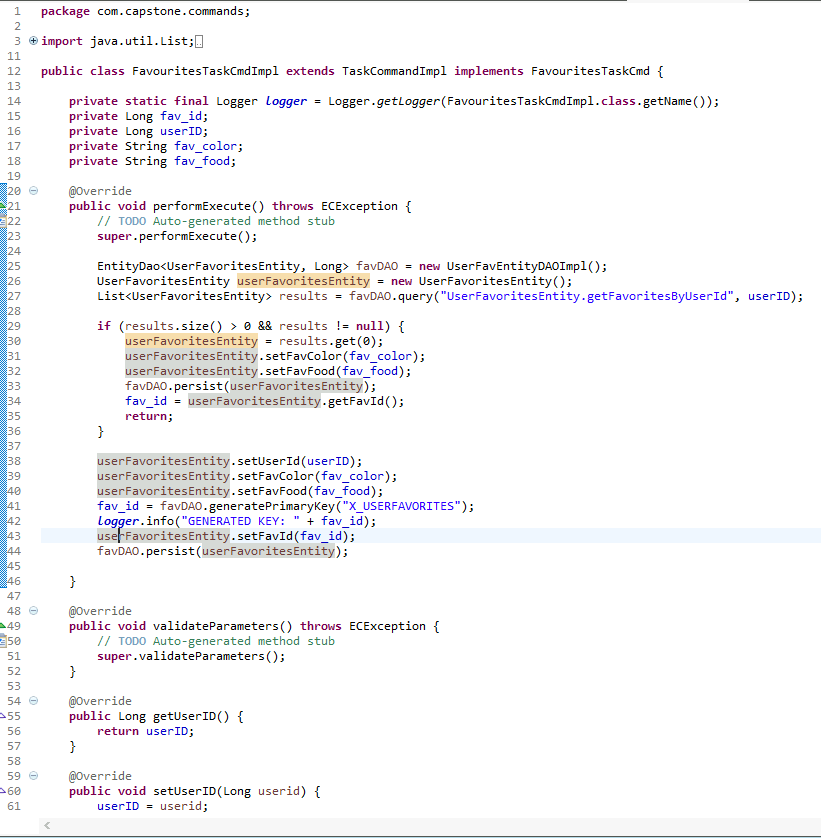 1 package com.capstone.commands;
2
3 import java.util.List;
11
12 public class FavouritesTaskCmdImpl extends TaskCommandImpl implements FavouritesTaskCmd {
13
14     private static final Logger logger = Logger.getLogger(FavouritesTaskCmdImpl.class.getName());
15     private Long fav_id;
16     private Long userID;
17     private String fav_color;
18     private String fav_food;
19
20     @Override
21     public void performExecute() throws ECException {
22         // TODO Auto-generated method stub
23         super.performExecute();
24
25         EntityDao<UserFavoritesEntity, Long> favDAO = new UserFavEntityDAOImpl();
26         UserFavoritesEntity userFavoritesEntity = new UserFavoritesEntity();
27         List<UserFavoritesEntity> results = favDAO.query("UserFavoritesEntity.getFavoritesByUserId", userID);
28
29         if (results.size() > 0 && results != null) {
30             userFavoritesEntity = results.get(0);
31             userFavoritesEntity.setFavColor(fav_color);
32             userFavoritesEntity.setFavFood(fav_food);
33             favDAO.persist(userFavoritesEntity);
34             fav_id = userFavoritesEntity.getFavId();
35             return;
36         }
37
38         userFavoritesEntity.setUserId(userID);
39         userFavoritesEntity.setFavColor(fav_color);
40         userFavoritesEntity.setFavFood(fav_food);
41         fav_id = favDAO.generatePrimaryKey("X_USERFAVORITES");
42         logger.info("GENERATED KEY: " + fav_id);
43         userFavoritesEntity.setFavId(fav_id);
44         favDAO.persist(userFavoritesEntity);
45
46     }
47
48     @Override
49     public void validateParameters() throws ECException {
50         // TODO Auto-generated method stub
51         super.validateParameters();
52     }
53
54     @Override
55     public Long getUserID() {
56         return userID;
57     }
58
59     @Override
60     public void setUserID(Long userid) {
61         userID = userid;